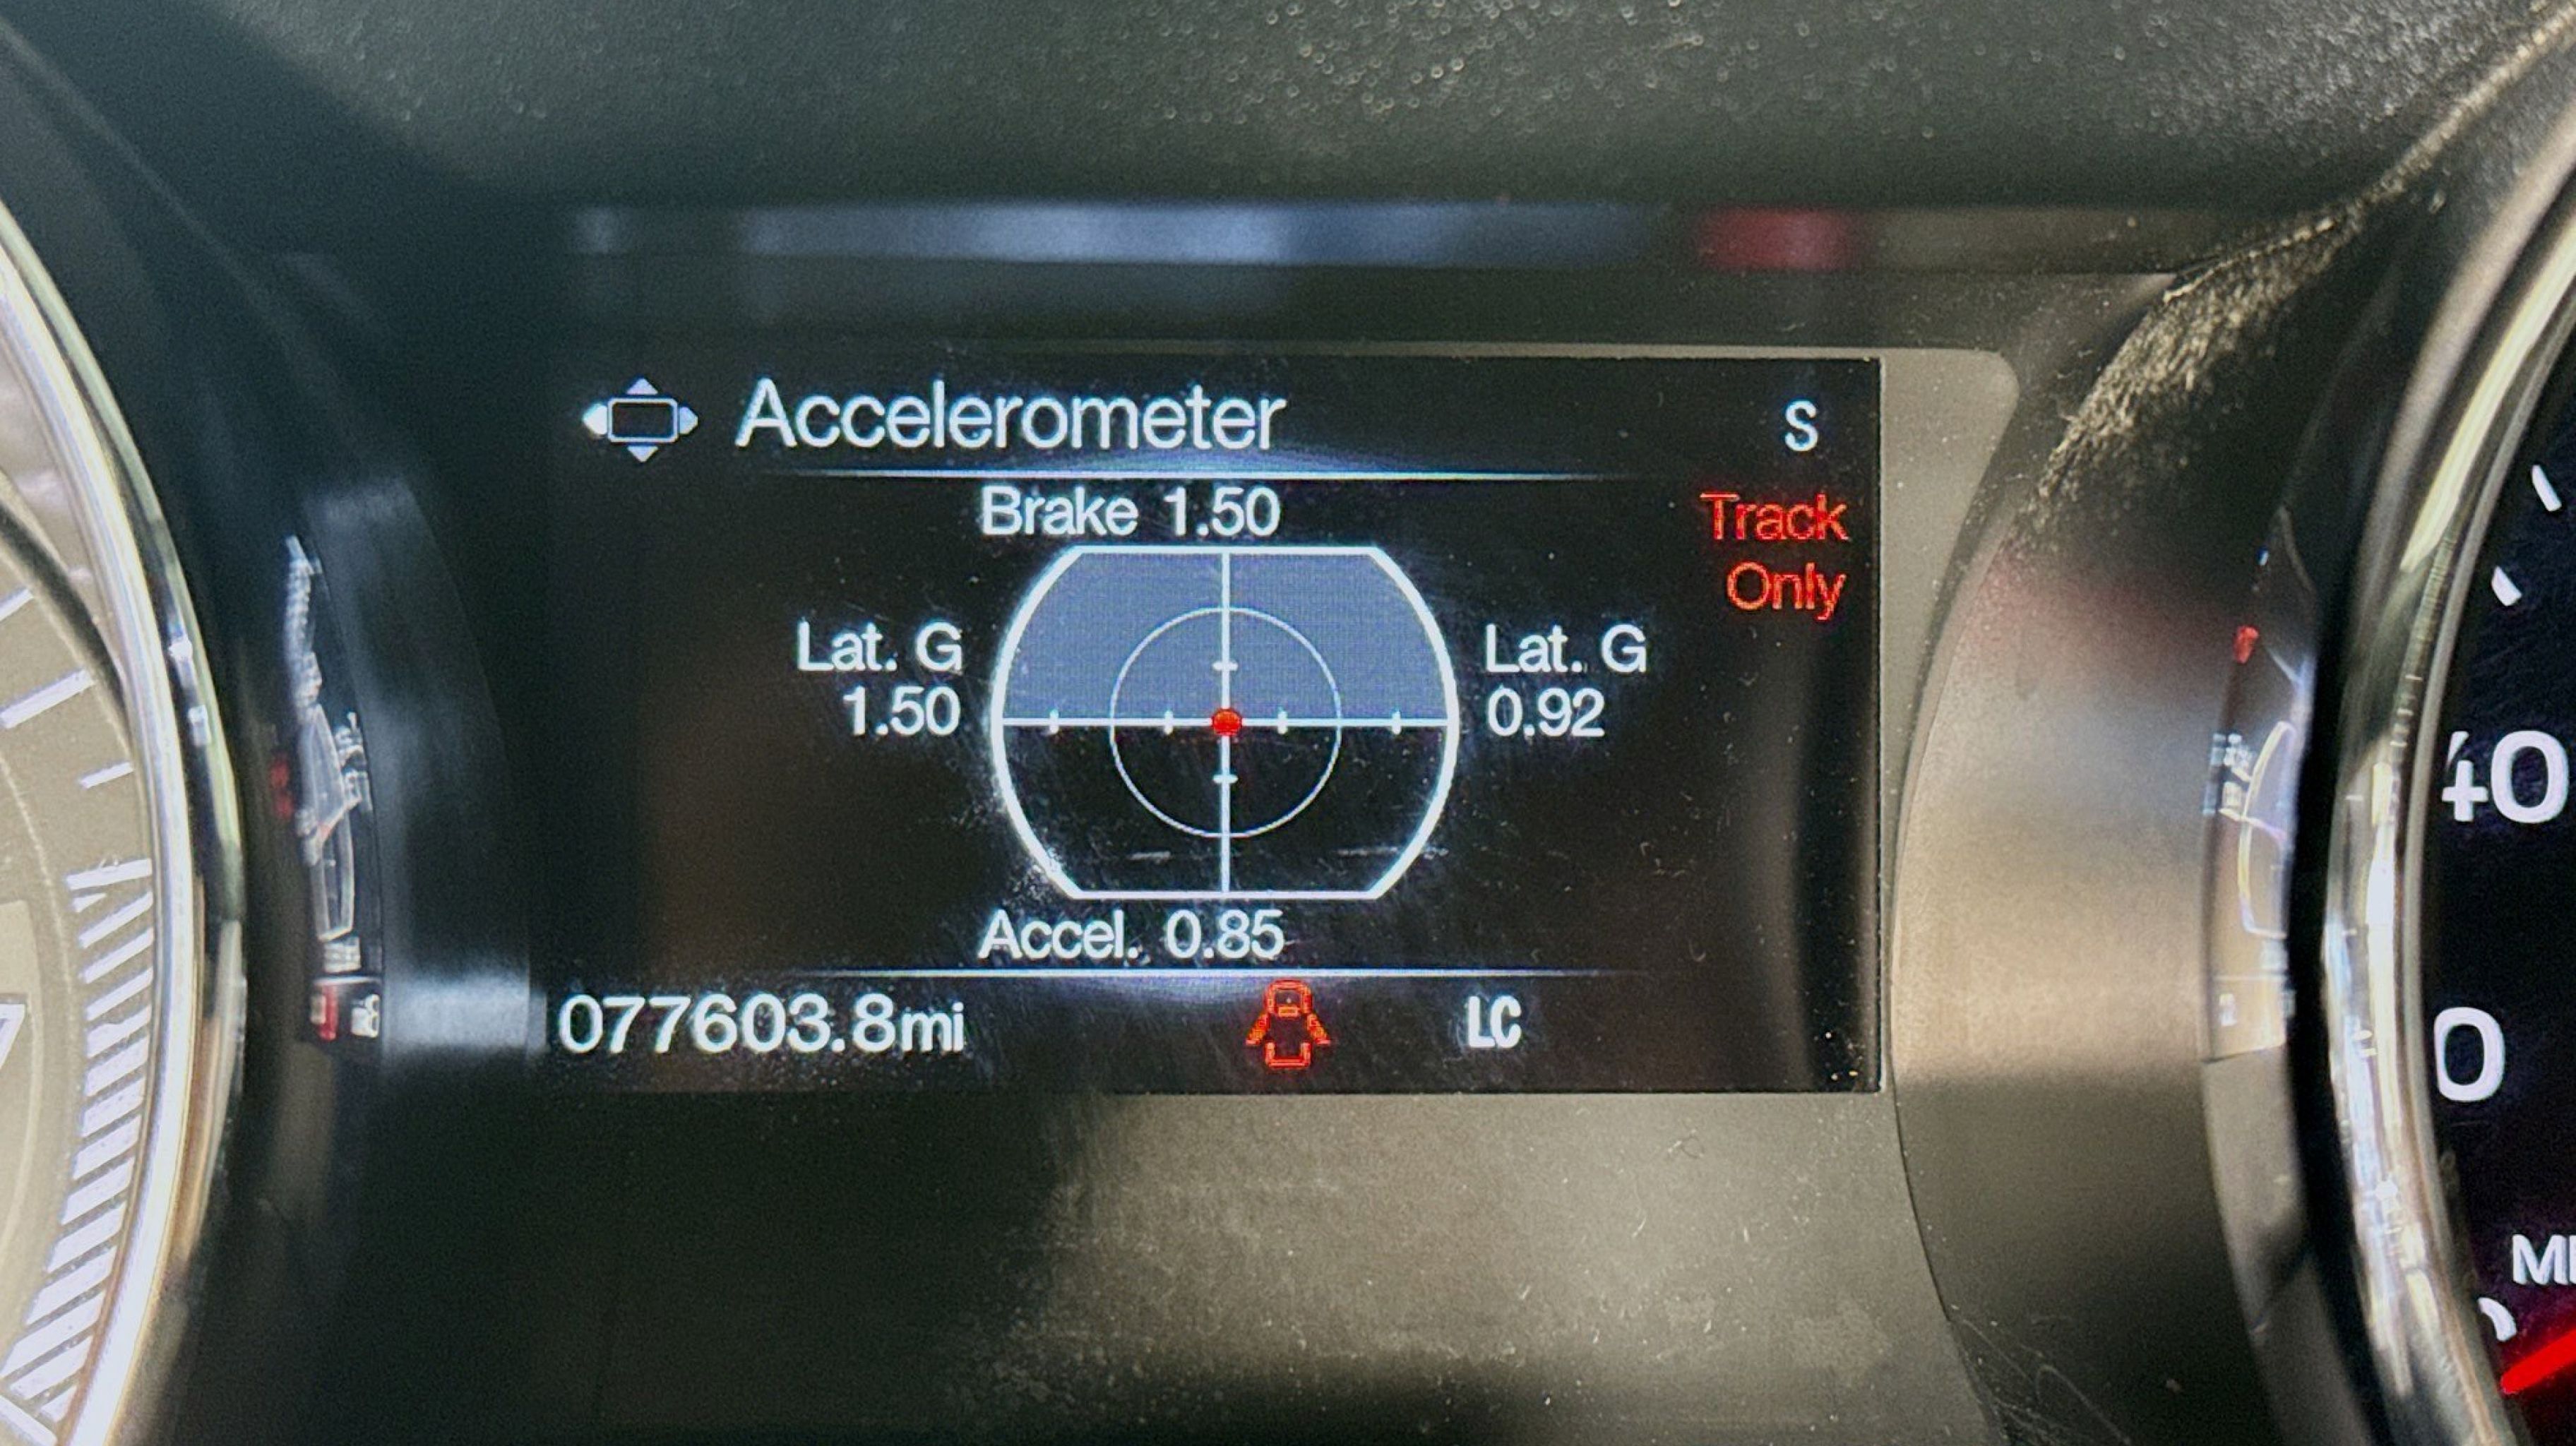 Accelerometer
S
Brake 1.50
Track
Only
Lat. G
1.50
Lat. G
0.92
Accel. 0.85
077603.8mi
LC
40
0